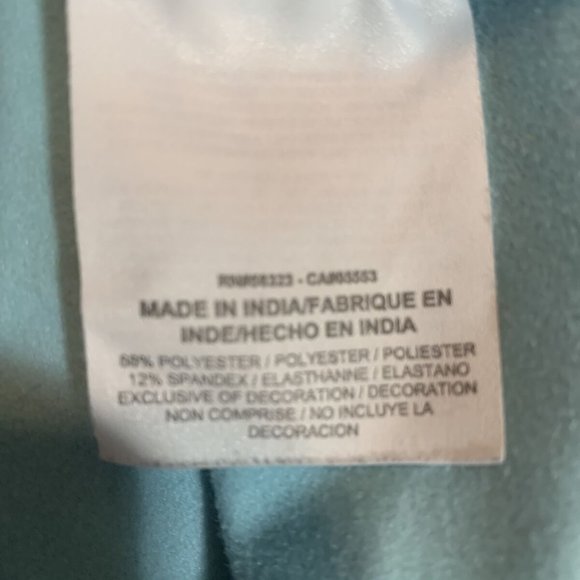 MADE IN INDIA/FABRIQUE EN
INDE/HECHO EN INDIA
POLYESTER / POLYESTER / POLIESTER
12% SPANDEX / ELASTHANNE / ELASTANO
EXCLUSIVE OF DECORATION / DECORATION
NON COMPRISE / NO INCLUYE LA
DECORACION